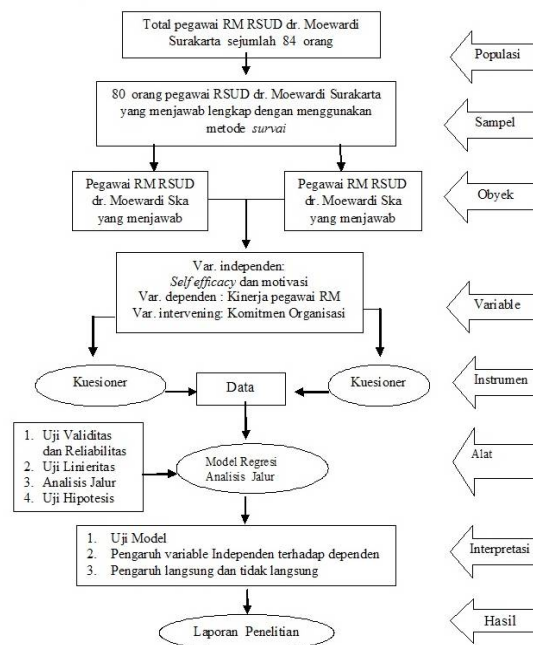 Total pegawai RM RSUD dr. Moewardi
Surakarta sejumlah 84 orang
Populasi
80 orang pegawai RSUD dr. Moewardi Surakarta
yang menjawab lengkap dengan menggunakan
metode survai
Sampel
Pegawai RM RSUD
dr. Moewardi Ska
yang menjawab
Pegawai RM RSUD
dr. Moewardi Ska
yang menjawab
Obyek
Var. independen:
Self efficacy dan motivasi
Var. dependen : Kinerja pegawai RM
Var. intervening: Komitmen Organisasi
Variable
Kuesioner
Data
Kuesioner
Instrumen
1. Uji Validitas
dan Reliabilitas
2. Uji Linieritas
3. Analisis Jalur
4. Uji Hipotesis
Model Regresi
Analisis Jalur
Alat
1. Uji Model
2. Pengaruh variable Independen terhadap dependen
3. Pengaruh langsung dan tidak langsung
Interpretasi
Laporan Penelitian
Hasil